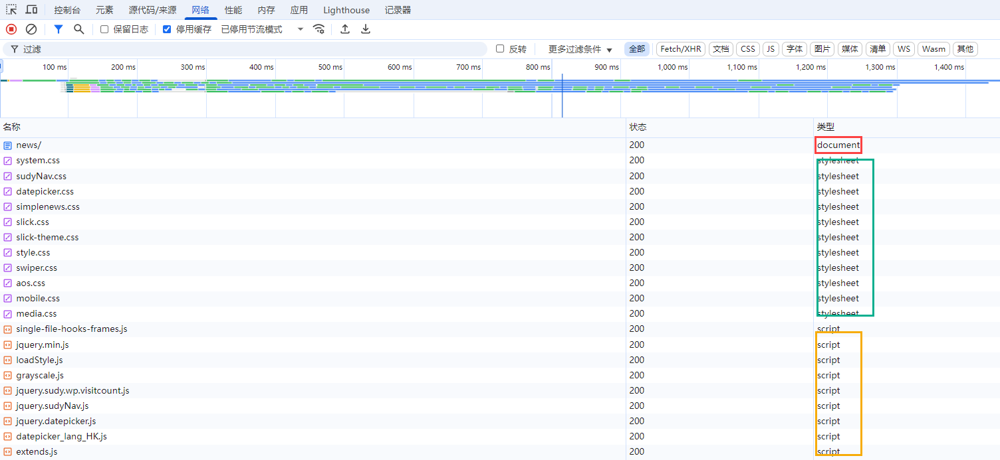 控制台 元素 源代码/来源 网络 性能 内存 应用 Lighthouse 记录器
保留日志 停用缓存 已停用节流模式
过滤 反转 更多过滤条件 全部 Fetch/XHR 文档 CSS JS 字体 图片 媒体 清单 WS Wasm 其他
100 ms 200 ms 300 ms 400 ms 500 ms 600 ms 700 ms 800 ms 900 ms 1,000 ms 1,100 ms 1,200 ms 1,300 ms 1,400 ms
名称 状态 类型
news/ 200 document
system.css 200 stylesheet
sudyNav.css 200 stylesheet
datepicker.css 200 stylesheet
simplenews.css 200 stylesheet
slick.css 200 stylesheet
slick-theme.css 200 stylesheet
style.css 200 stylesheet
swiper.css 200 stylesheet
aos.css 200 stylesheet
mobile.css 200 stylesheet
media.css 200 stylesheet
single-file-hooks-frames.js 200 script
jquery.min.js 200 script
loadStyle.js 200 script
grayscale.js 200 script
jquery.sudy.wp.visitcount.js 200 script
jquery.sudyNav.js 200 script
jquery.datepicker.js 200 script
datepicker_lang_HK.js 200 script
extends.js 200 script